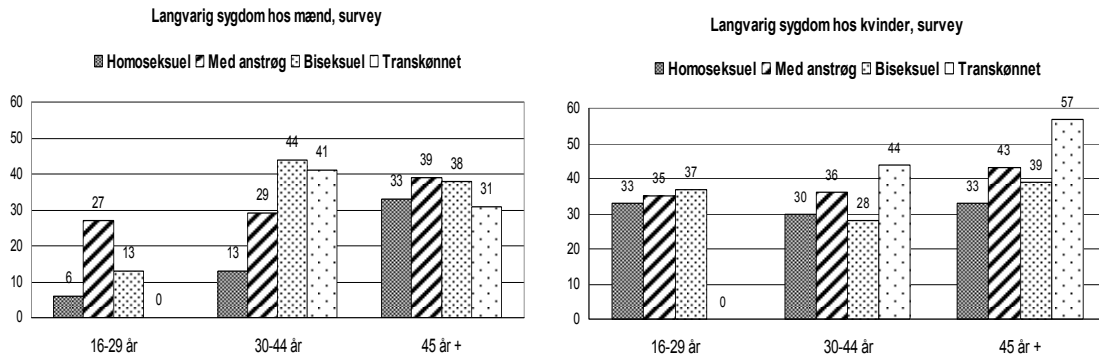 Langvarig sygdom hos mænd, survey
Homoseksuel Med anstrøg Biseksuel Transkønnet
60
50
40
30
20
10
0
6 27 13 0
13 29 44 41
33 39 38 31
16-29 år 30-44 år 45 år +
Langvarig sygdom hos kvinder, survey
Homoseksuel Med anstrøg Biseksuel Transkønnet
60
50
40
30
20
10
0
33 35 37 0
30 36 28 44
33 43 39 57
16-29 år 30-44 år 45 år +